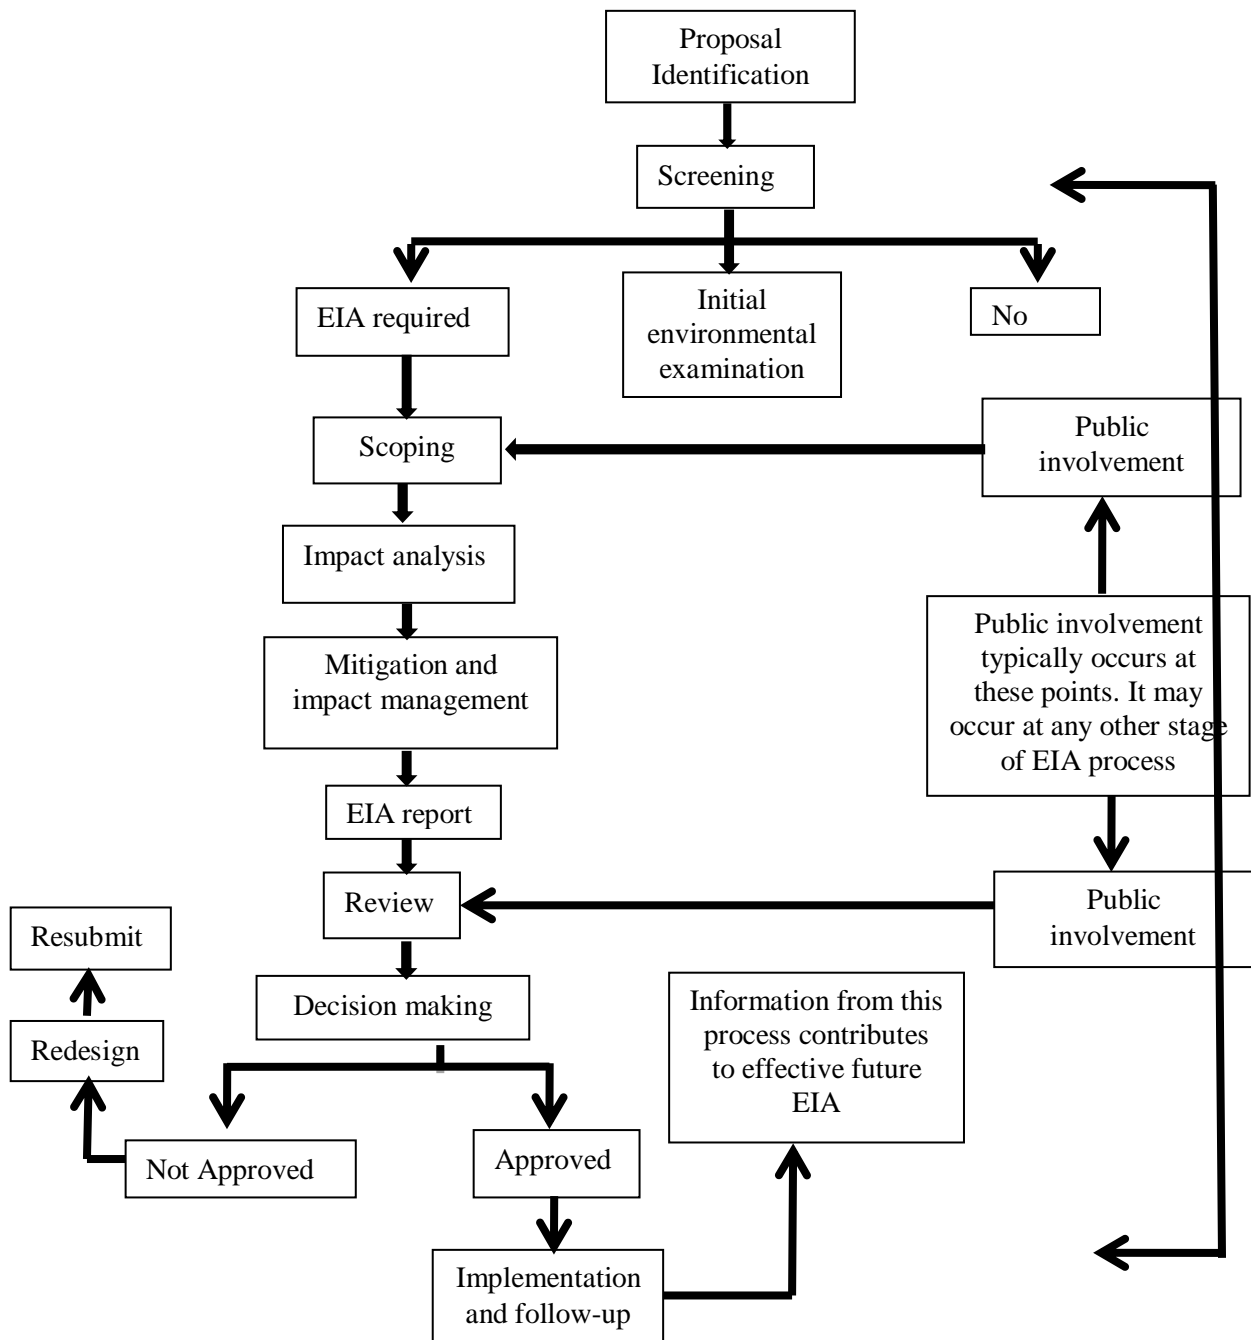 Proposal
Identification
Screening
EIA required
Initial
environmental
examination
No
Scoping
Public
involvement
Impact analysis
Mitigation and
impact management
Public involvement
typically occurs at
these points. It may
occur at any other stage
of EIA process
EIA report
Review
Public
involvement
Resubmit
Redesign
Decision making
Information from this
process contributes
to effective future
EIA
Not Approved
Approved
Implementation
and follow-up